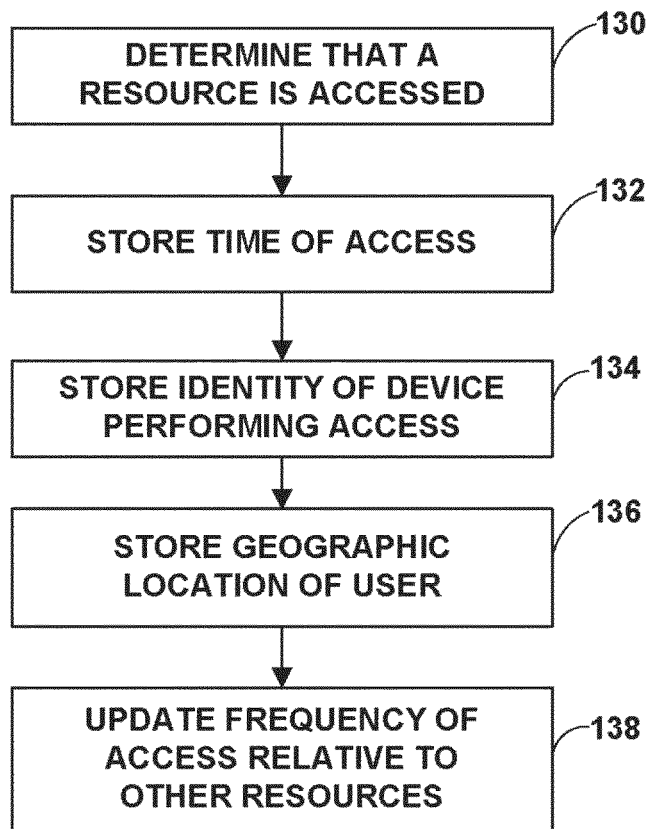 130
DETERMINE THAT A
RESOURCE IS ACCESSED
132
STORE TIME OF ACCESS
134
STORE IDENTITY OF DEVICE
PERFORMING ACCESS
136
STORE GEOGRAPHIC
LOCATION OF USER
138
UPDATE FREQUENCY OF
ACCESS RELATIVE TO
OTHER RESOURCES